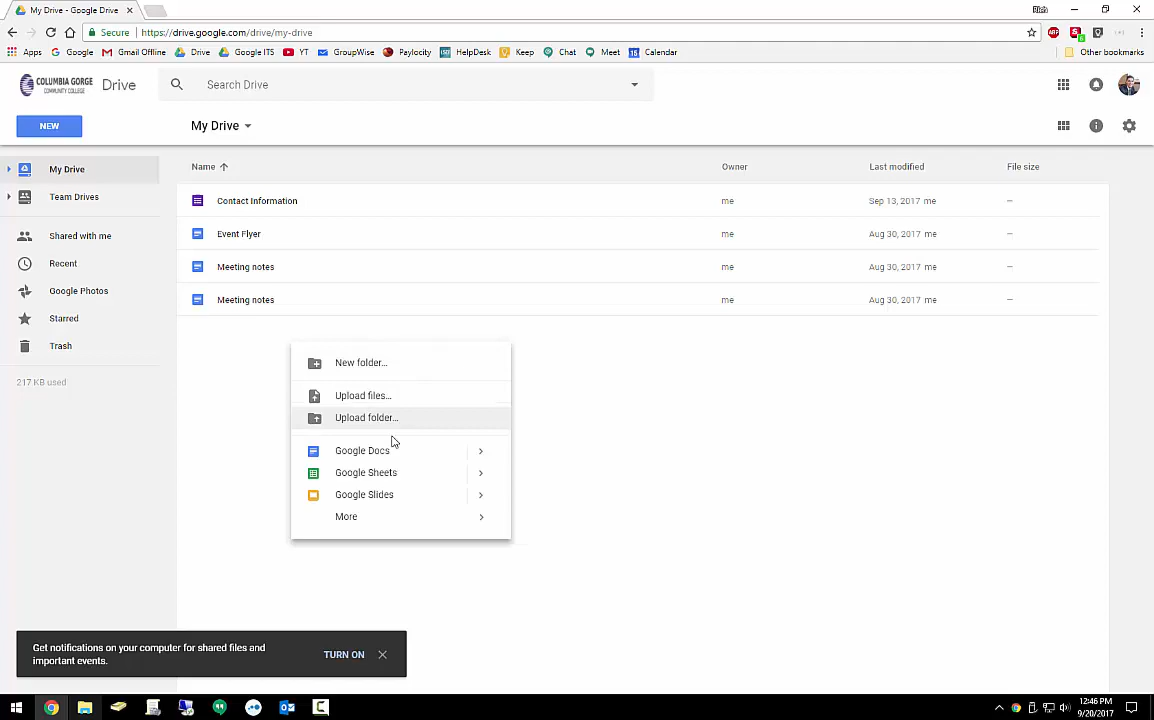 My Drive - Google Drive
Secure https://drive.google.com/drive/my-drive
Apps Google Gmail Offline Drive Google ITS YT GroupWise Paylocity HelpDesk Keep Chat Meet Calendar Other bookmarks
COLUMBIA GORGE
COMMUNITY COLLEGE
Drive
Search Drive
NEW
My Drive
My Drive
Team Drives
Shared with me
Recent
Google Photos
Starred
Trash
217 KB used
Name Owner Last modified File size
Contact Information me Sep 13, 2017 me –
Event Flyer me Aug 30, 2017 me –
Meeting notes me Aug 30, 2017 me –
Meeting notes me Aug 30, 2017 me –
New folder...
Upload files...
Upload folder...
Google Docs
Google Sheets
Google Slides
More
Get notifications on your computer for shared files and
important events.
TURN ON
12:46 PM
9/20/2017